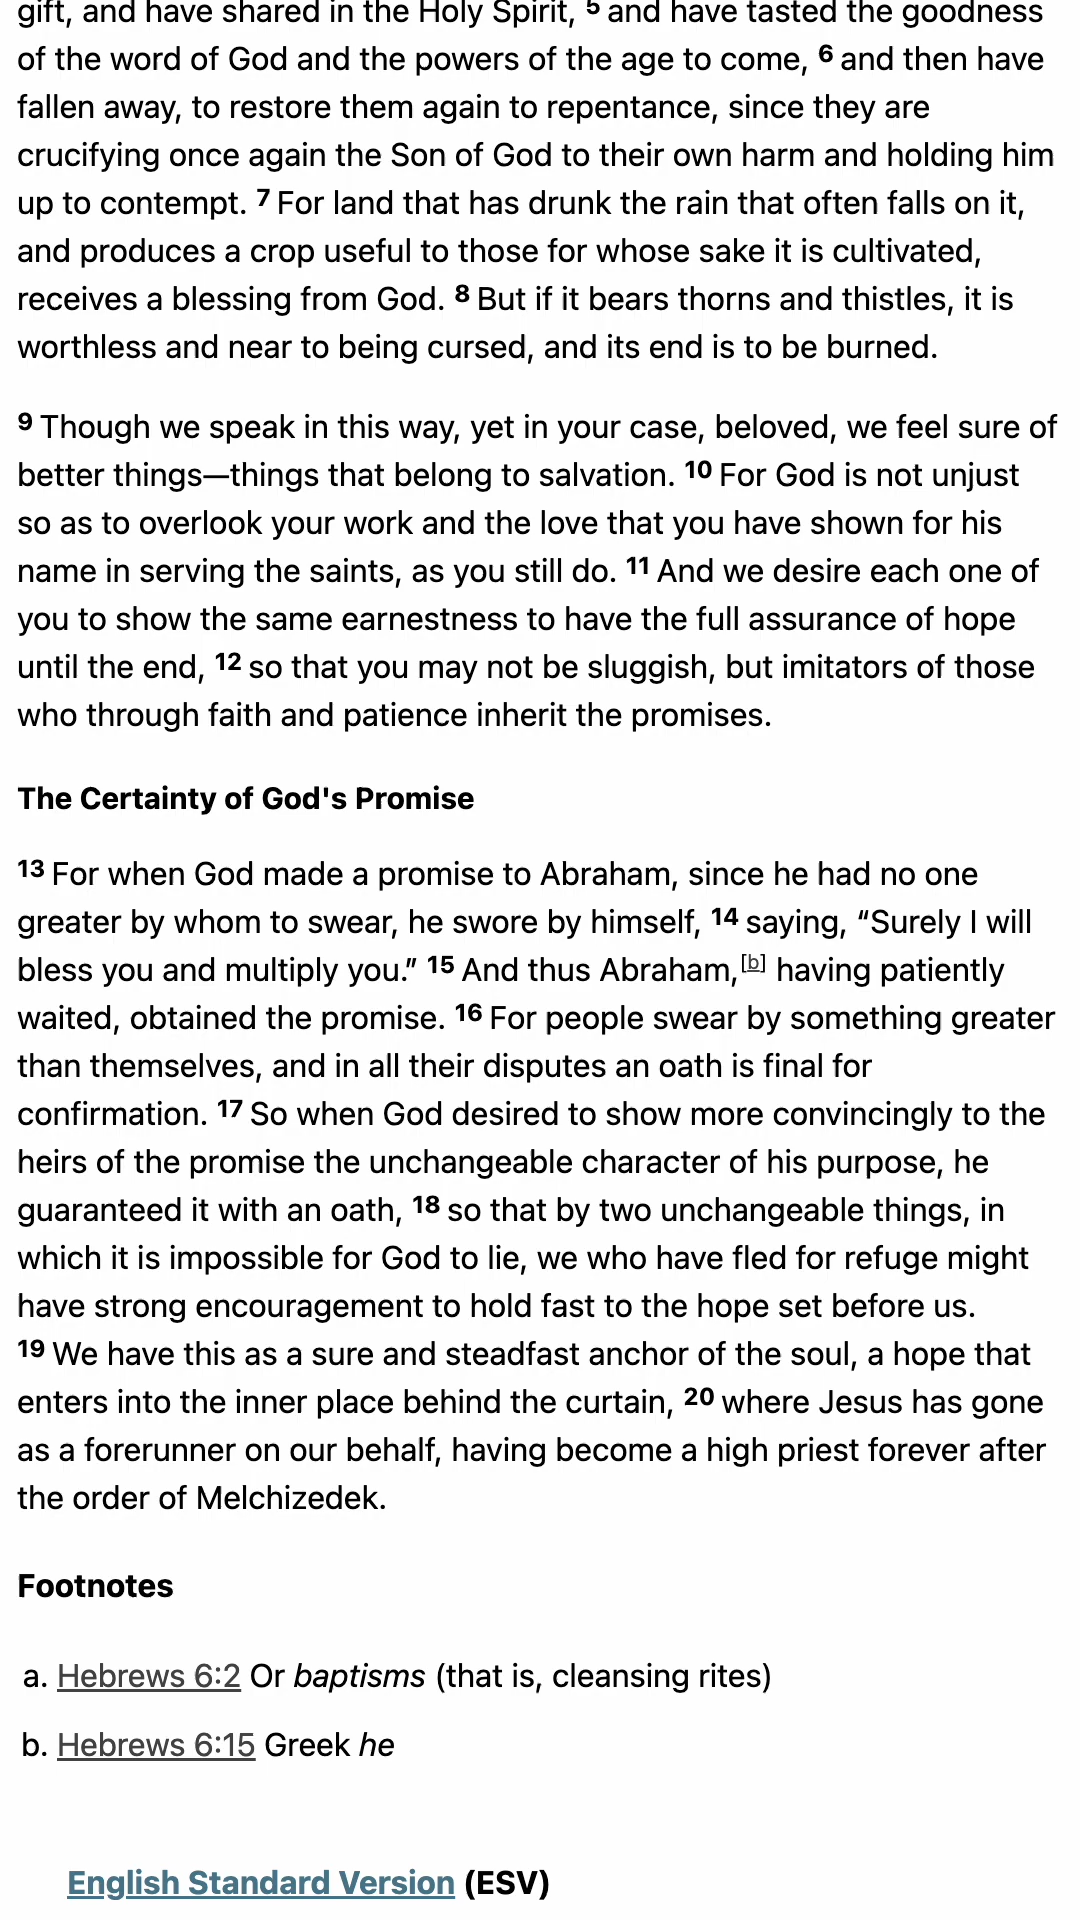 gift, and have shared in the Holy Spirit, 5 and have tasted the goodness
of the word of God and the powers of the age to come, 6 and then have
fallen away, to restore them again to repentance, since they are
crucifying once again the Son of God to their own harm and holding him
up to contempt. 7 For land that has drunk the rain that often falls on it,
and produces a crop useful to those for whose sake it is cultivated,
receives a blessing from God. 8 But if it bears thorns and thistles, it is
worthless and near to being cursed, and its end is to be burned.
9 Though we speak in this way, yet in your case, beloved, we feel sure of
better things—things that belong to salvation. 10 For God is not unjust
so as to overlook your work and the love that you have shown for his
name in serving the saints, as you still do. 11 And we desire each one of
you to show the same earnestness to have the full assurance of hope
until the end, 12 so that you may not be sluggish, but imitators of those
who through faith and patience inherit the promises.
The Certainty of God's Promise
13 For when God made a promise to Abraham, since he had no one
greater by whom to swear, he swore by himself, 14 saying, “Surely I will
bless you and multiply you.” 15 And thus Abraham,[b] having patiently
waited, obtained the promise. 16 For people swear by something greater
than themselves, and in all their disputes an oath is final for
confirmation. 17 So when God desired to show more convincingly to the
heirs of the promise the unchangeable character of his purpose, he
guaranteed it with an oath, 18 so that by two unchangeable things, in
which it is impossible for God to lie, we who have fled for refuge might
have strong encouragement to hold fast to the hope set before us.
19 We have this as a sure and steadfast anchor of the soul, a hope that
enters into the inner place behind the curtain, 20 where Jesus has gone
as a forerunner on our behalf, having become a high priest forever after
the order of Melchizedek.
Footnotes
a. Hebrews 6:2 Or baptisms (that is, cleansing rites)
b. Hebrews 6:15 Greek he
English Standard Version (ESV)